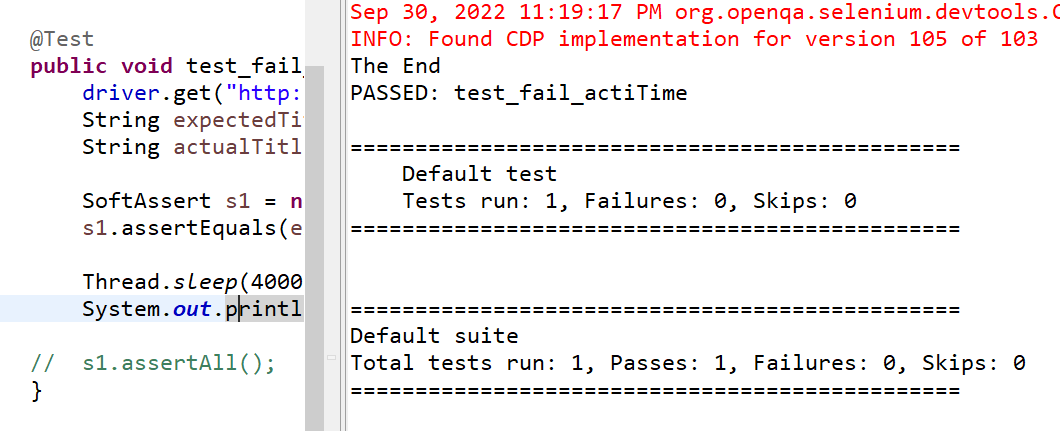 @Test
public void test_fail_
driver.get("http:
String expectedTi
String actualTitl
SoftAssert s1 = n
s1.assertEquals(e
Thread.sleep(4000
System.out.printl
// s1.assertAll();
}
Sep 30, 2022 11:19:17 PM org.openqa.selenium.devtools.C
INFO: Found CDP implementation for version 105 of 103
The End
PASSED: test_fail_actiTime
===============================================
Default test
Tests run: 1, Failures: 0, Skips: 0
===============================================
===============================================
Default suite
Total tests run: 1, Passes: 1, Failures: 0, Skips: 0
===============================================